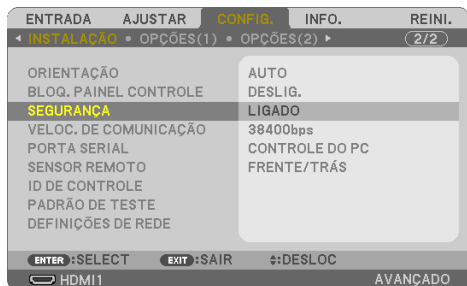 ENTRADA AJUSTAR CONFIG. INFO. REINI.
INSTALAÇÃO • OPÇÕES(1) • OPÇÕES(2) (2/2)
ORIENTAÇÃO AUTO
BLOQ. PAINEL CONTROLE DESLIG.
SEGURANÇA LIGADO
VELOC. DE COMUNICAÇÃO 38400bps
PORTA SERIAL CONTROLE DO PC
SENSOR REMOTO FRENTE/TRÁS
ID DE CONTROLE
PADRÃO DE TESTE
DEFINIÇÕES DE REDE
ENTER :SELECT EXIT :SAIR :DESLOC
HDMI1 AVANÇADO